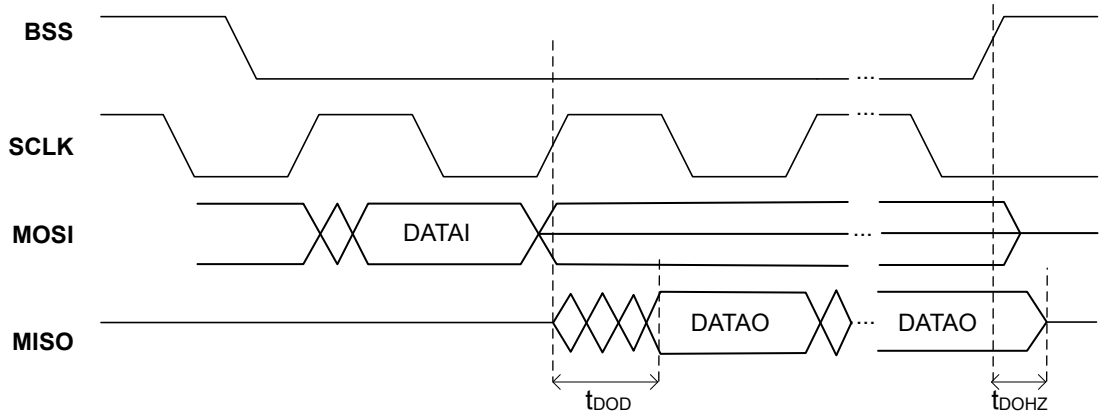 BSS
...
SCLK
...
MOSI
DATAI
...
MISO
DATAO
...
DATAO
tDOD
tDOHZ